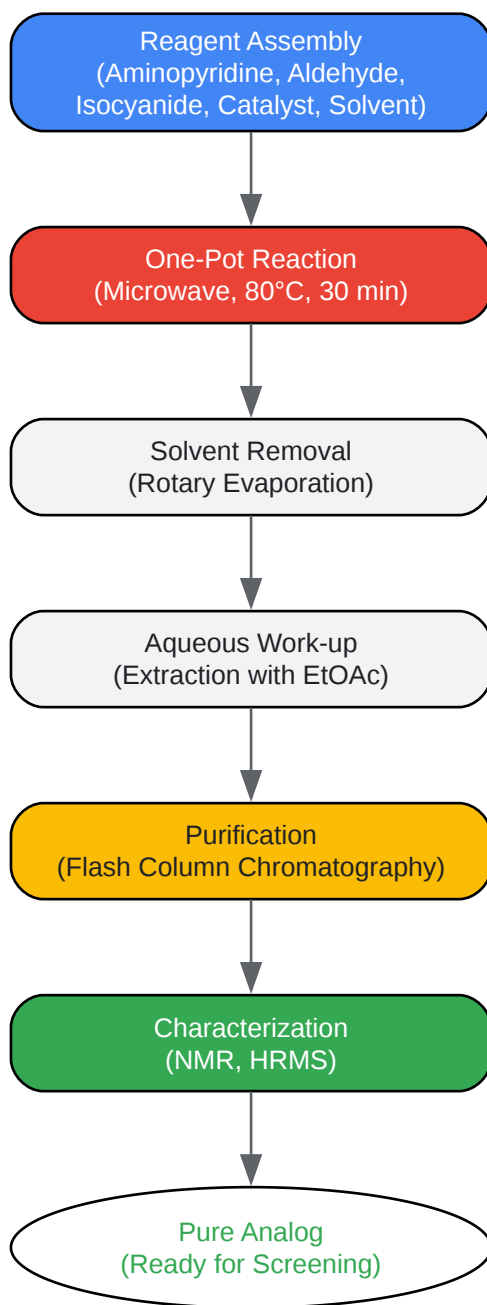 Reagent Assembly
(Aminopyridine, Aldehyde,
Isocyanide, Catalyst, Solvent)
One-Pot Reaction
(Microwave, 80°C, 30 min)
Solvent Removal
(Rotary Evaporation)
Aqueous Work-up
(Extraction with EtOAc)
Purification
(Flash Column Chromatography)
Characterization
(NMR, HRMS)
Pure Analog
(Ready for Screening)